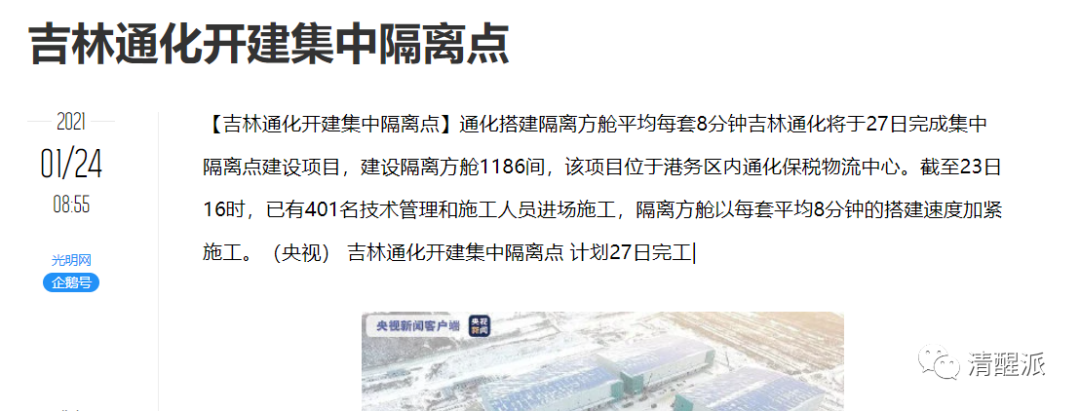 吉林通化开建集中隔离点
2021
01/24
08:55
光明网
企鹅号
【吉林通化开建集中隔离点】通化搭建隔离方舱平均每套8分钟吉林通化将于27日完成集中
隔离点建设项目，建设隔离方舱1186间，该项目位于港务区内通化保税物流中心。截至23日
16时，已有401名技术管理和施工人员进场施工，隔离方舱以每套平均8分钟的搭建速度加紧
施工。（央视） 吉林通化开建集中隔离点 计划27日完工
央视新闻客户端
央视
新闻
清醒派